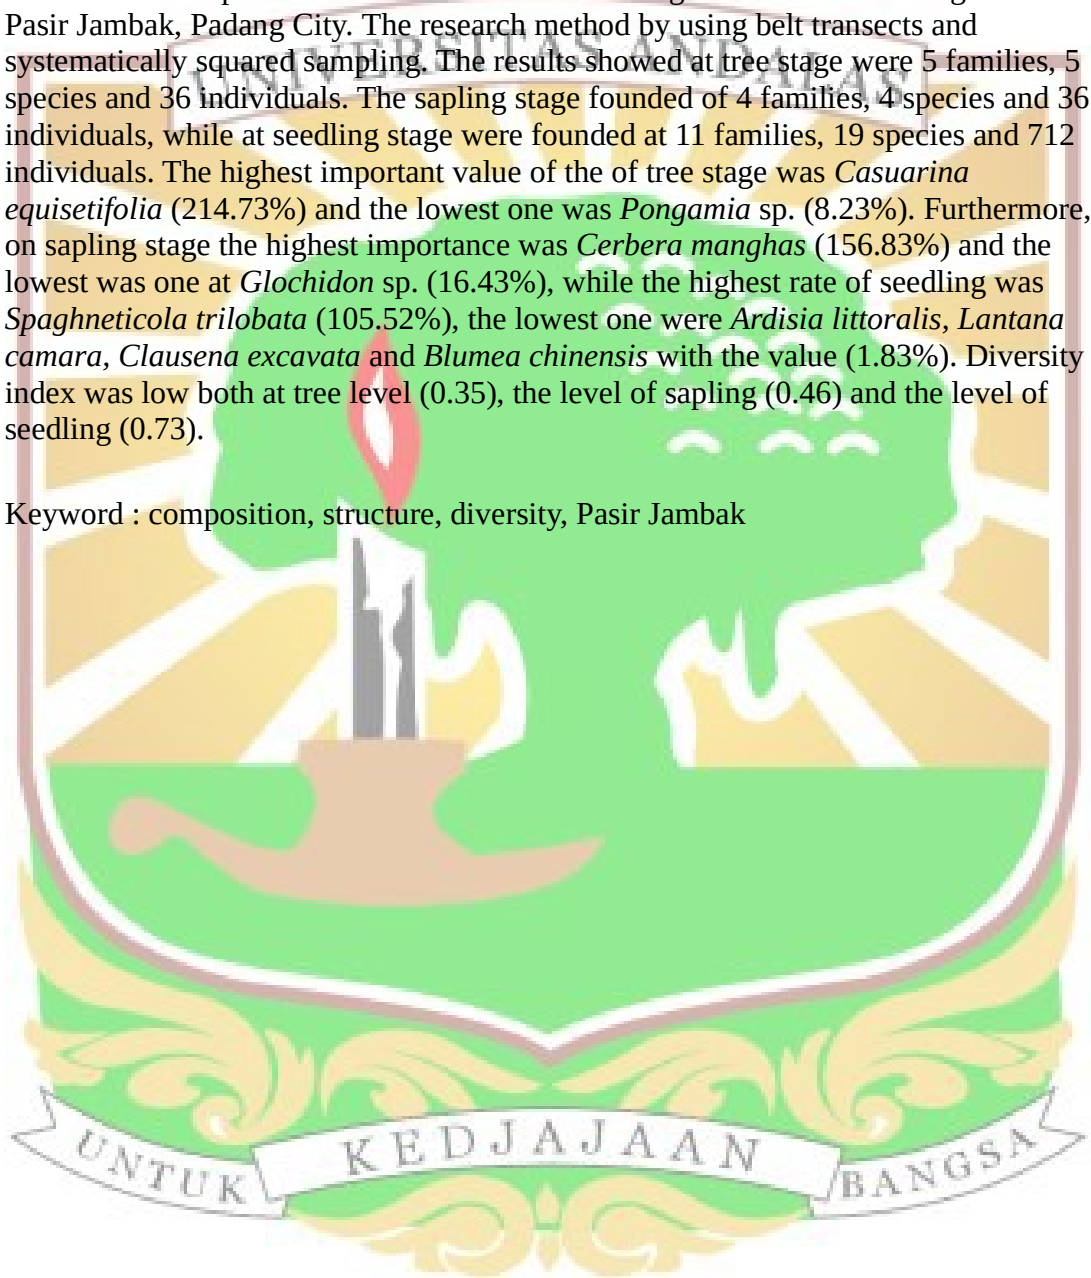 Pasir Jambak, Padang City. The research method by using belt transects and
UNIVERSITAS ANDALAS
systematically squared sampling. The results showed at tree stage were 5 families, 5
species and 36 individuals. The sapling stage founded of 4 families, 4 species and 36
individuals, while at seedling stage were founded at 11 families, 19 species and 712
individuals. The highest important value of the of tree stage was Casuarina
equisetifolia (214.73%) and the lowest one was Pongamia sp. (8.23%). Furthermore,
on sapling stage the highest importance was Cerbera manghas (156.83%) and the
lowest was one at Glochidon sp. (16.43%), while the highest rate of seedling was
Spaghneticola trilobata (105.52%), the lowest one were Ardisia littoralis, Lantana
camara, Clausena excavata and Blumea chinensis with the value (1.83%). Diversity
index was low both at tree level (0.35), the level of sapling (0.46) and the level of
seedling (0.73).
Keyword : composition, structure, diversity, Pasir Jambak
UNTUK KEDJAJAAN BANGSA